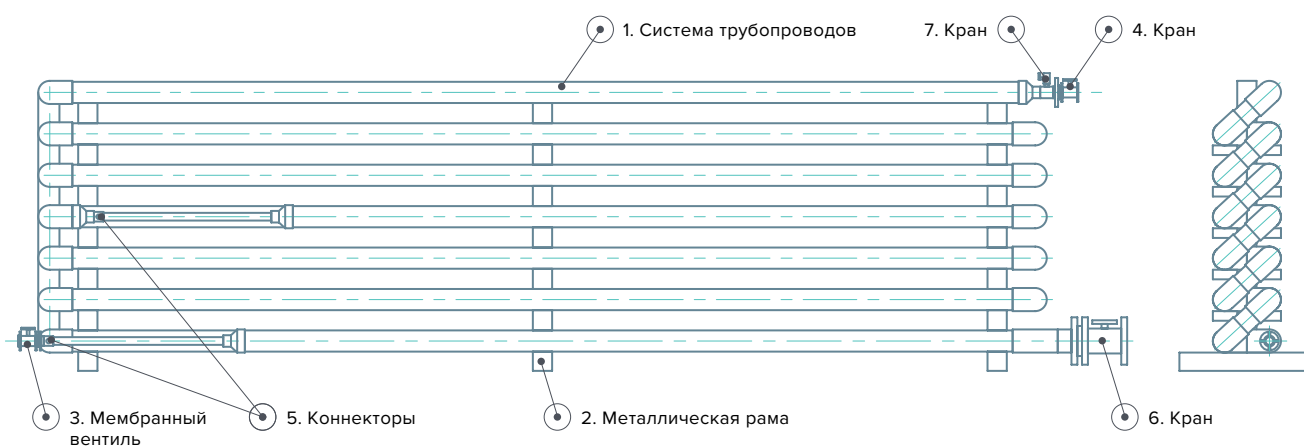 1. Система трубопроводов
7. Кран
4. Кран
3. Мембранный
вентиль
5. Коннекторы
2. Металлическая рама
6. Кран